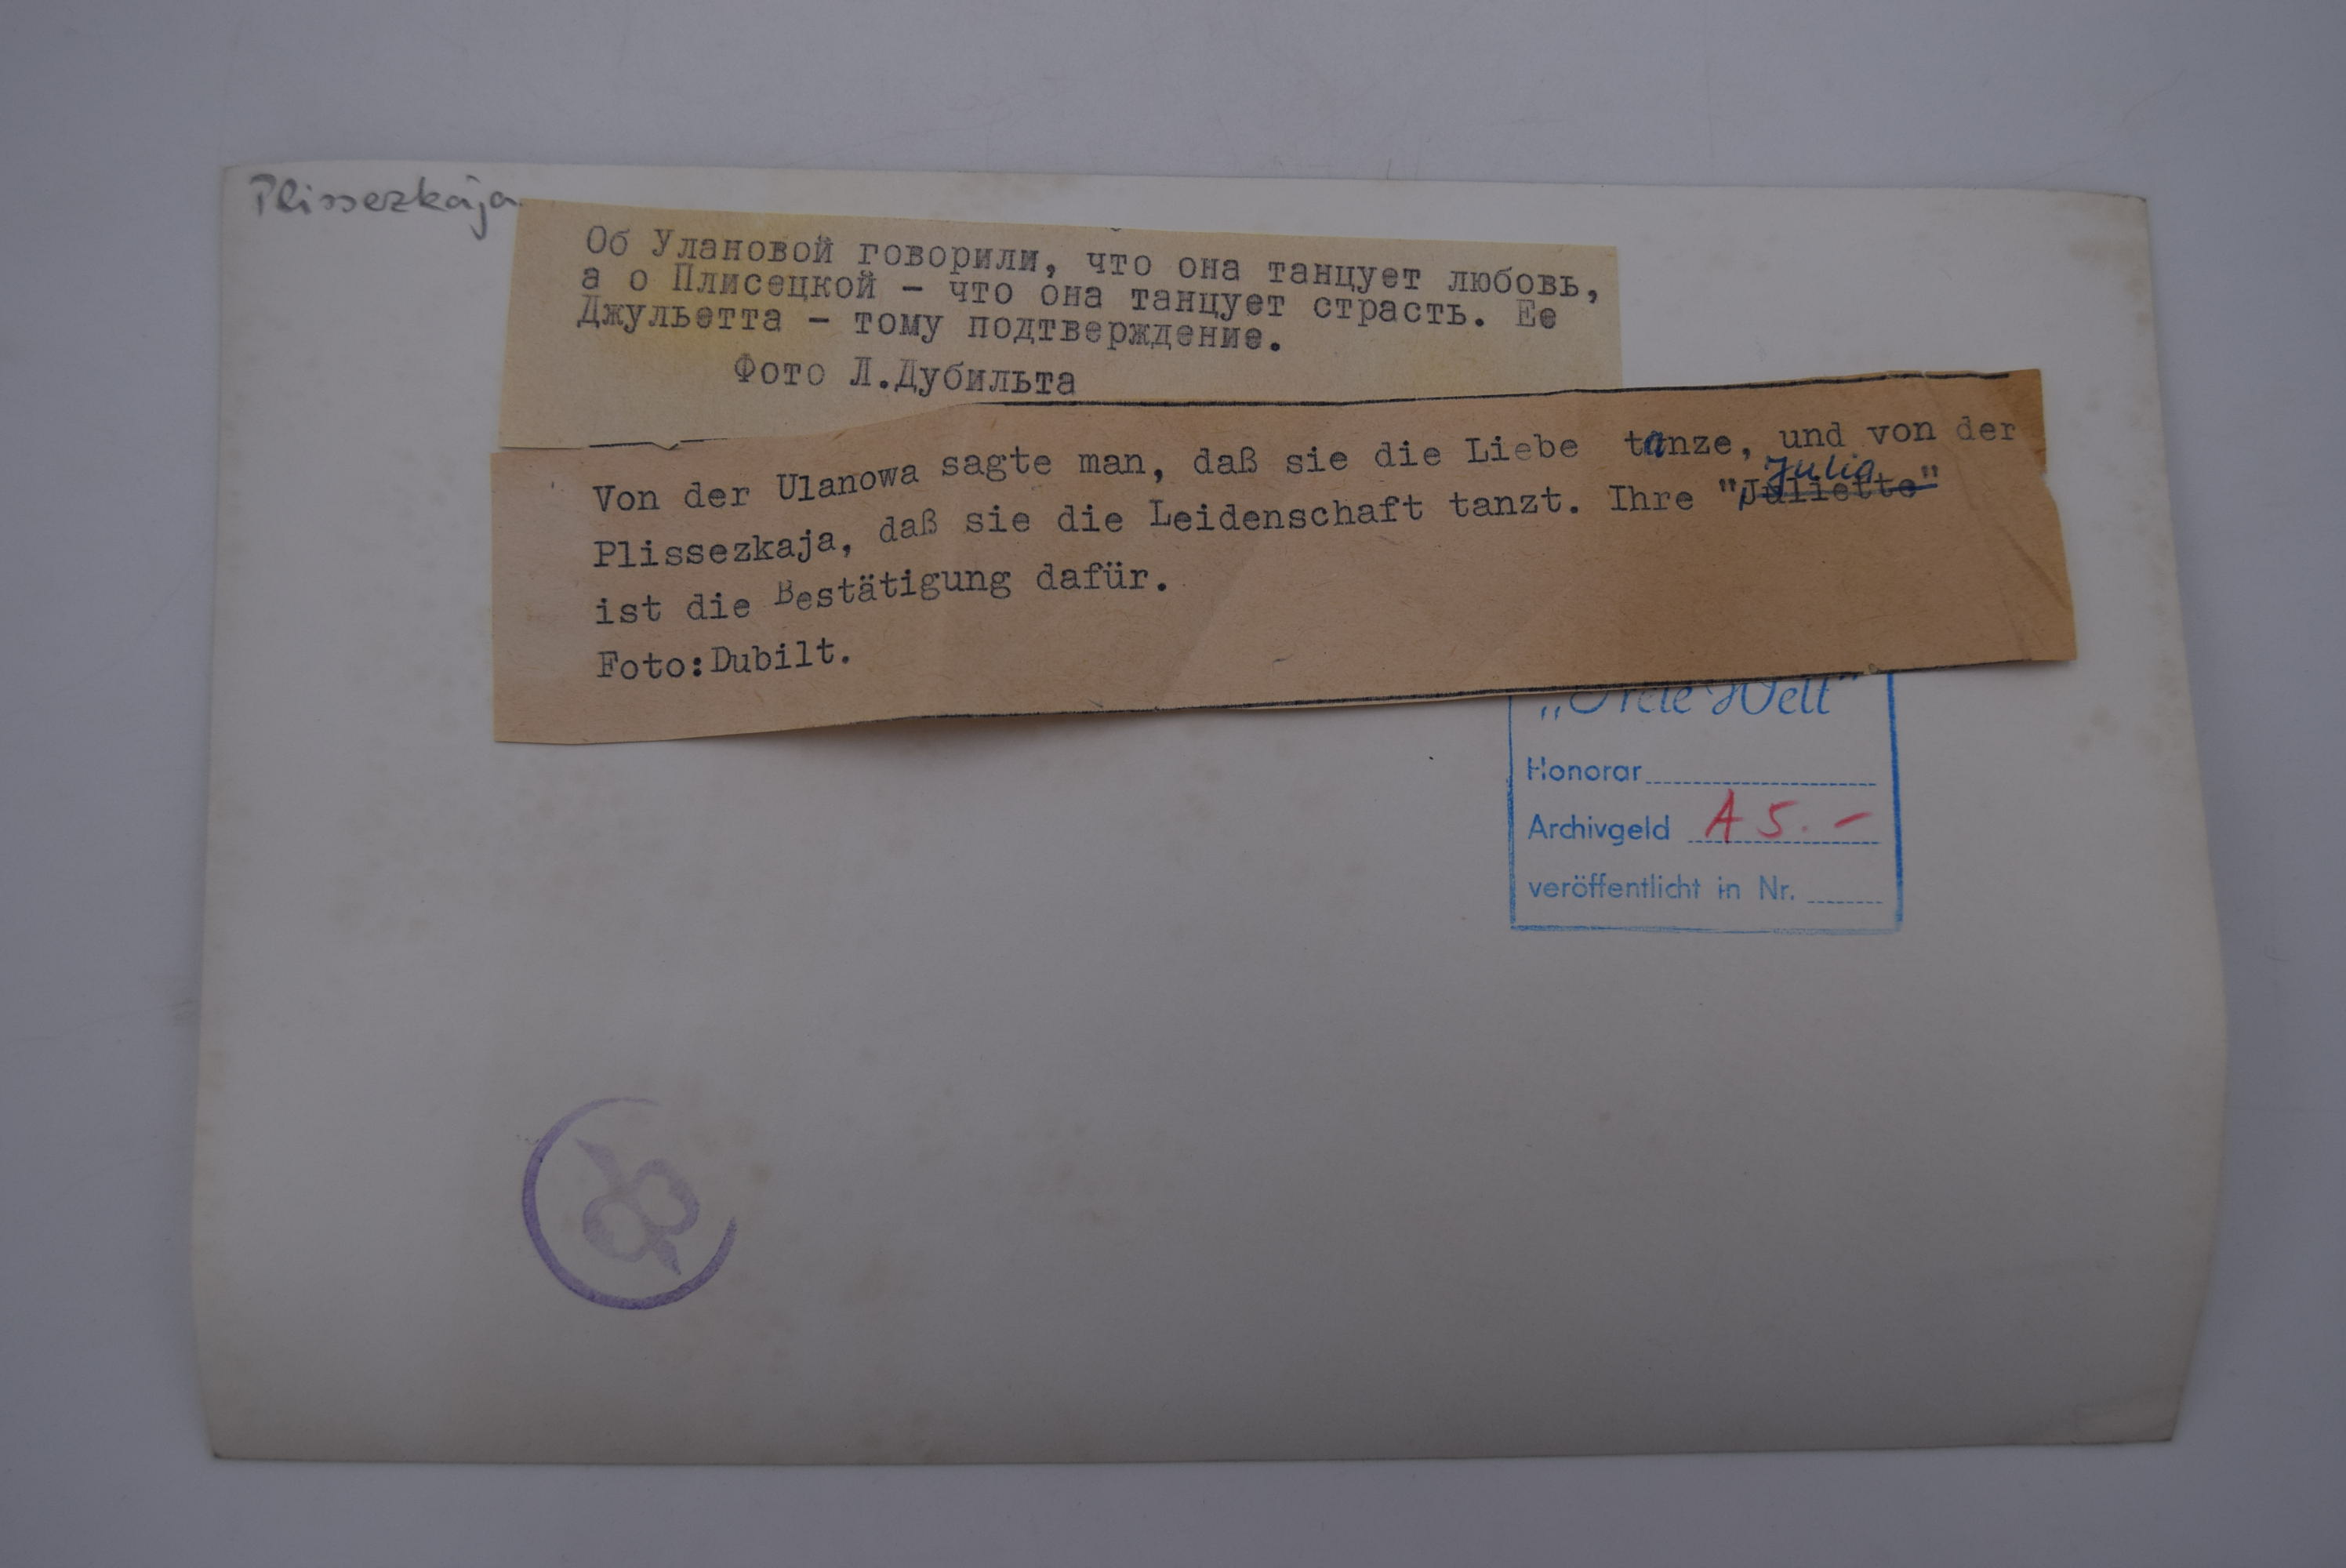 Plissezkaja
Об Улановой говорили, что она танцует любовь,
а о Плисецкой - что она танцует страсть. Ее
Джульетта - тому подтверждение.
Фото Л.Дубильта
Von der Ulanowa sagte man, daß sie die Liebe tanze, und von der
Julia
Plissezkaja, daß sie die Leidenschaft tanzt. Ihre "Juliette"
ist die Bestätigung dafür.
Foto:Dubilt.
„Freie Welt"
Honorar
Archivgeld A 5.-
veröffentlicht in Nr.